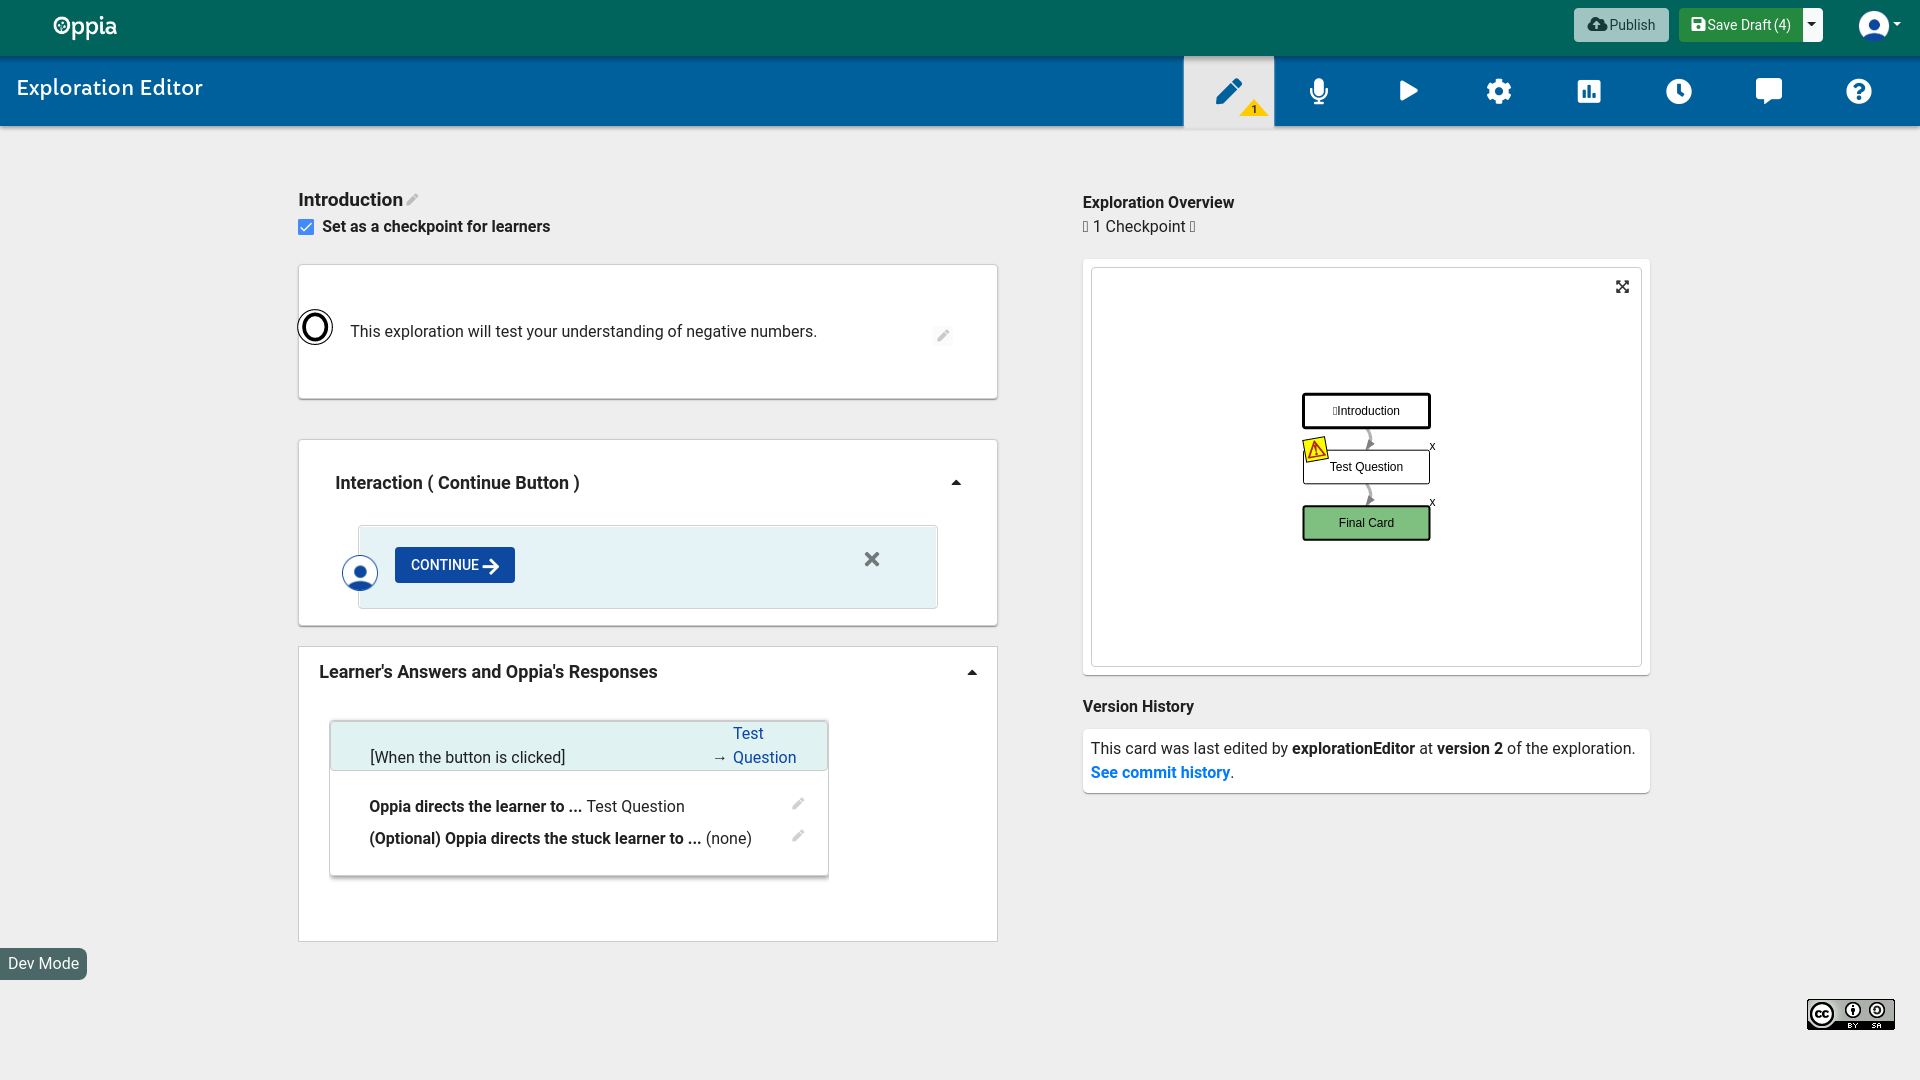 Oppia
Publish
Save Draft (4)
Exploration Editor
1
Introduction
Set as a checkpoint for learners
This exploration will test your understanding of negative numbers.
Interaction ( Continue Button )
CONTINUE
Learner's Answers and Oppia's Responses
[When the button is clicked]
→ Test Question
Oppia directs the learner to ... Test Question
(Optional) Oppia directs the stuck learner to ... (none)
Exploration Overview
1 Checkpoint
Introduction
x
Test Question
x
Final Card
Version History
This card was last edited by explorationEditor at version 2 of the exploration.
See commit history.
Dev Mode
cc
BY SA